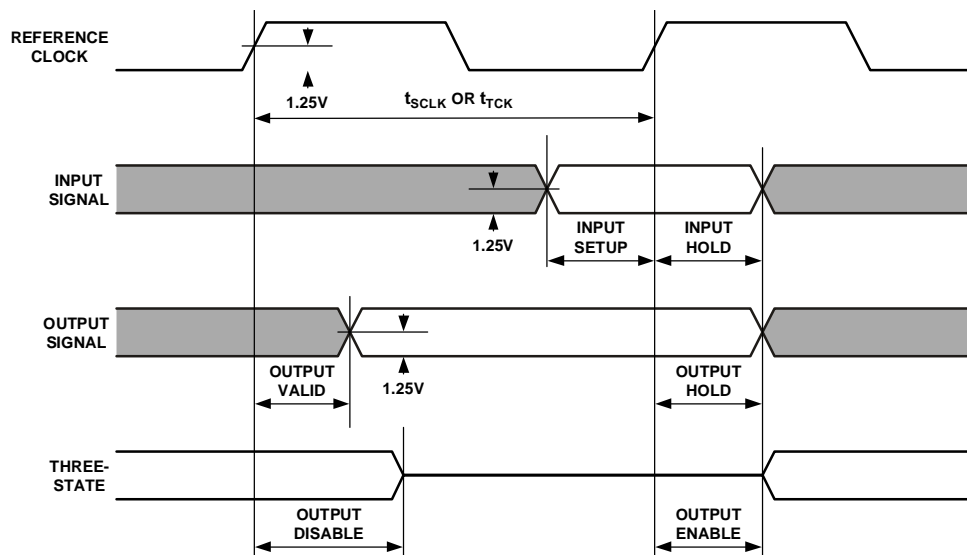 REFERENCE
CLOCK
1.25V
tSCLK OR tTCK
INPUT
SIGNAL
1.25V
INPUT
SETUP
INPUT
HOLD
OUTPUT
SIGNAL
OUTPUT
VALID
1.25V
OUTPUT
HOLD
THREE-
STATE
OUTPUT
DISABLE
OUTPUT
ENABLE